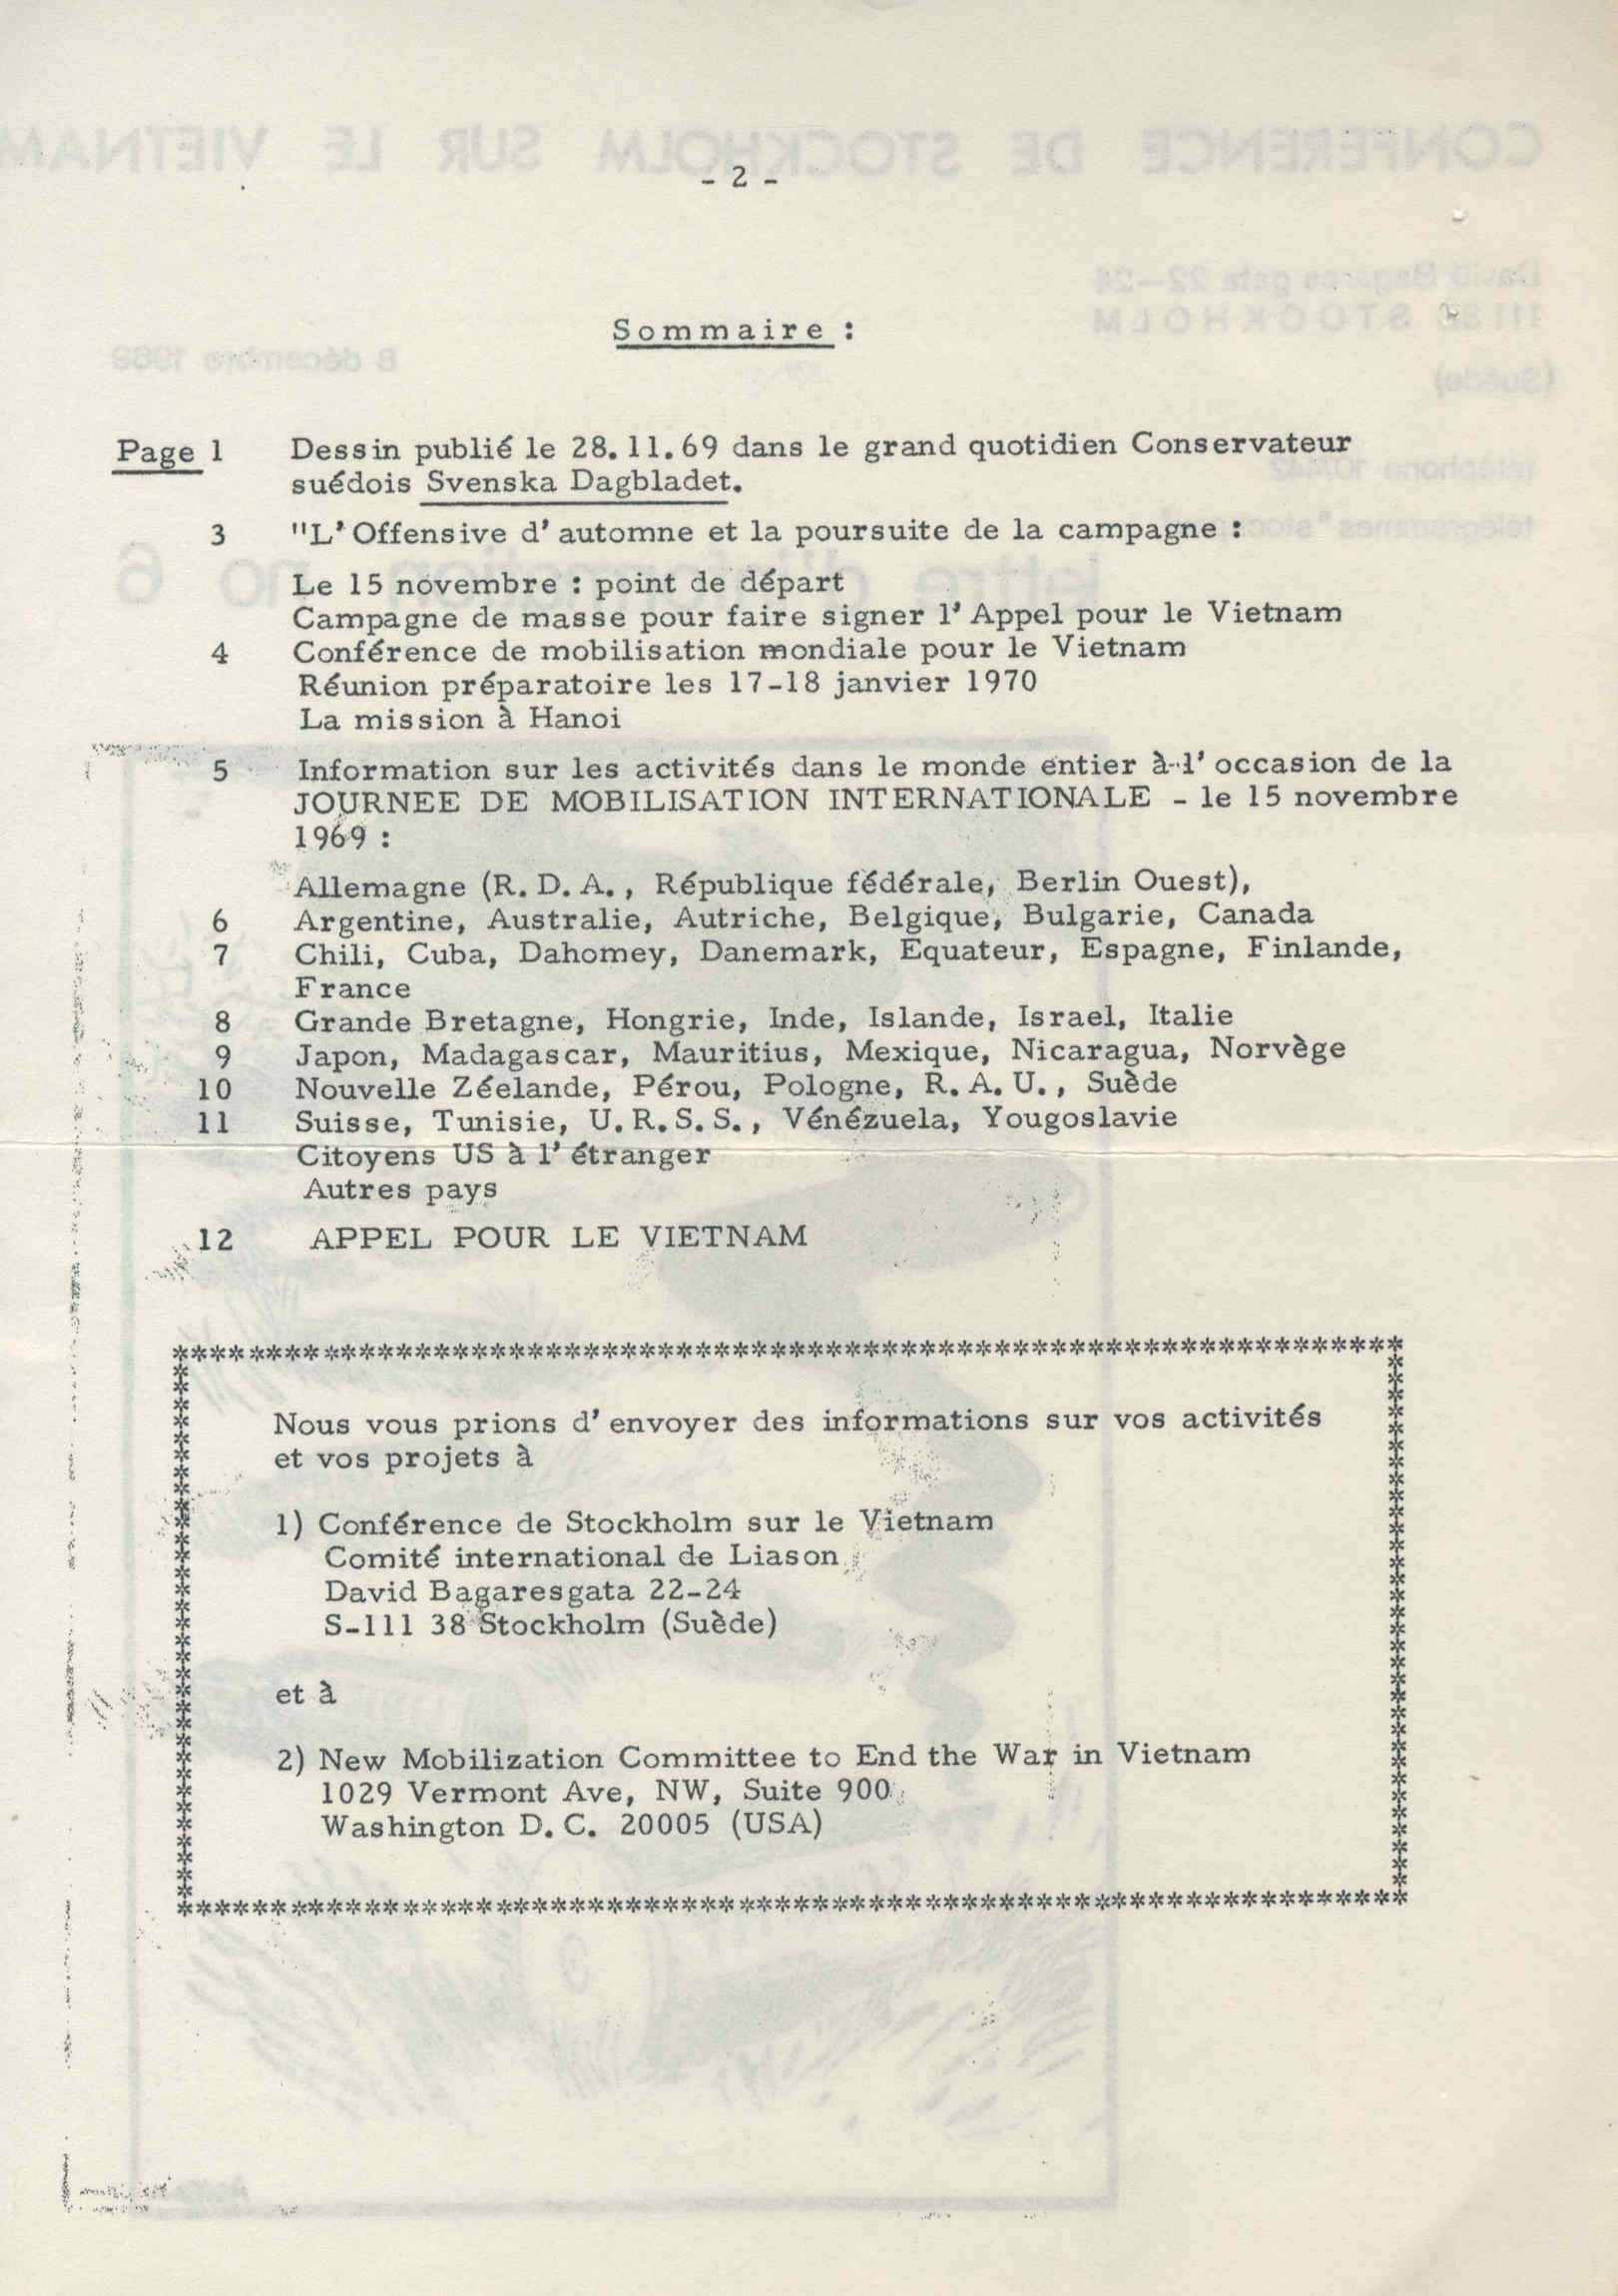 - 2 -
Sommaire :
Page 1 Dessin publié le 28.11.69 dans le grand quotidien Conservateur
suédois Svenska Dagbladet.
3 "L'Offensive d'automne et la poursuite de la campagne :
Le 15 novembre : point de départ
Campagne de masse pour faire signer l'Appel pour le Vietnam
4 Conférence de mobilisation mondiale pour le Vietnam
Réunion préparatoire les 17-18 janvier 1970
La mission à Hanoi
5 Information sur les activités dans le monde entier à l'occasion de la
JOURNEE DE MOBILISATION INTERNATIONALE - le 15 novembre
1969 :
Allemagne (R.D.A., République fédérale, Berlin Ouest),
6 Argentine, Australie, Autriche, Belgique, Bulgarie, Canada
7 Chili, Cuba, Dahomey, Danemark, Equateur, Espagne, Finlande,
France
8 Grande Bretagne, Hongrie, Inde, Islande, Israel, Italie
9 Japon, Madagascar, Mauritius, Mexique, Nicaragua, Norvège
10 Nouvelle Zéelande, Pérou, Pologne, R.A.U., Suède
11 Suisse, Tunisie, U.R.S.S., Vénézuela, Yougoslavie
Citoyens US à l'étranger
Autres pays
12 APPEL POUR LE VIETNAM
Nous vous prions d'envoyer des informations sur vos activités
et vos projets à
1) Conférence de Stockholm sur le Vietnam
Comité international de Liason
David Bagaresgata 22-24
S-111 38 Stockholm (Suède)
et à
2) New Mobilization Committee to End the War in Vietnam
1029 Vermont Ave, NW, Suite 900
Washington D.C. 20005 (USA)